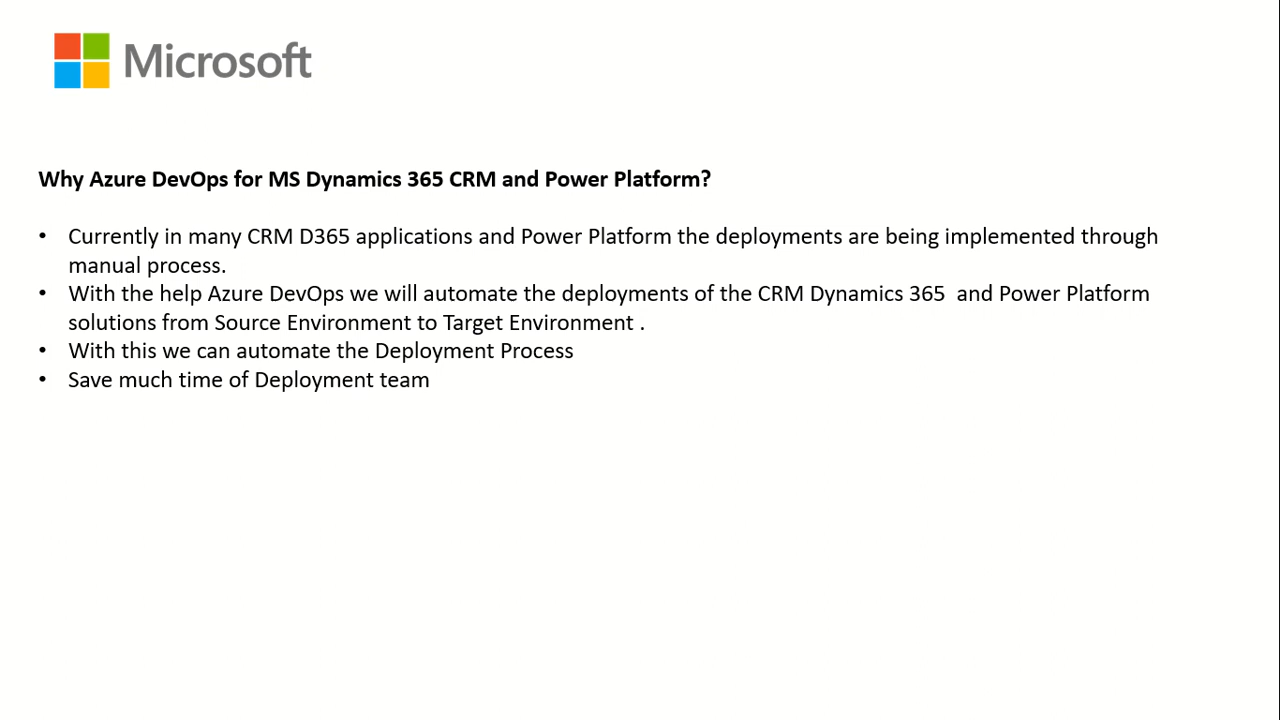 Microsoft
Why Azure DevOps for MS Dynamics 365 CRM and Power Platform?
• Currently in many CRM D365 applications and Power Platform the deployments are being implemented through
manual process.
• With the help Azure DevOps we will automate the deployments of the CRM Dynamics 365  and Power Platform
solutions from Source Environment to Target Environment .
• With this we can automate the Deployment Process
• Save much time of Deployment team